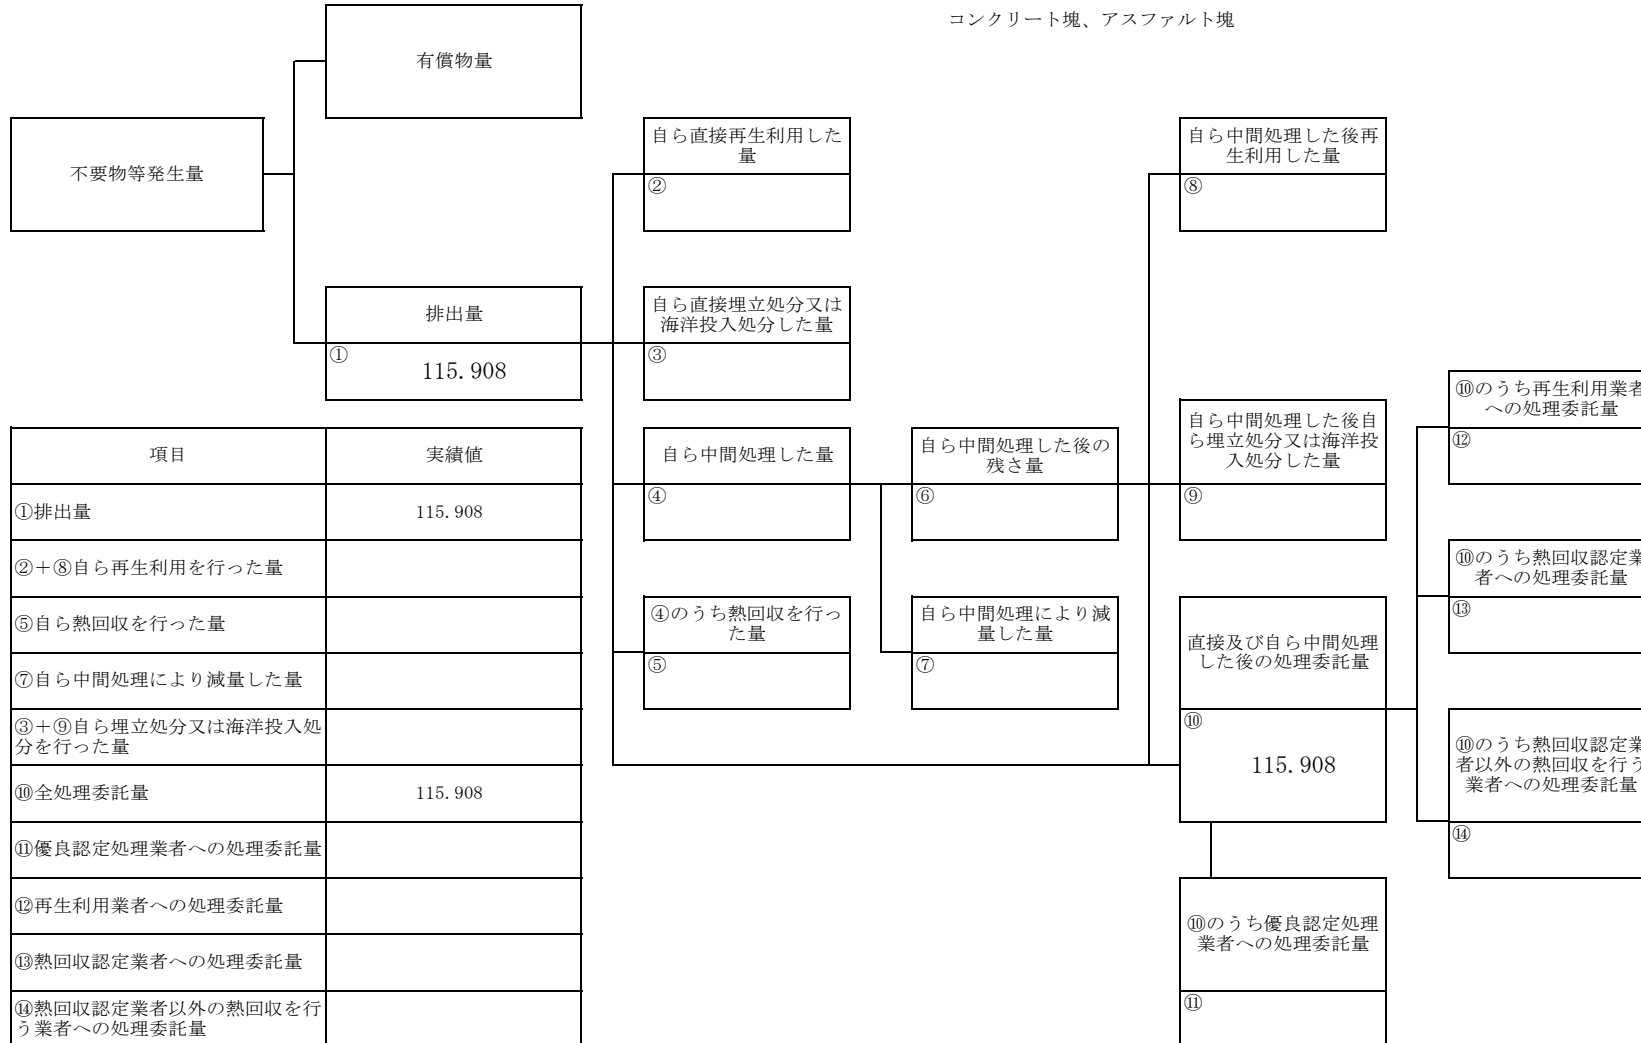 コンクリート塊、アスファルト塊
有償物量
不要物等発生量
自ら直接再生利用した
量
②
自ら中間処理した後再
生利用した量
⑧
排出量
①
115.908
自ら直接埋立処分又は
海洋投入処分した量
③
自ら中間処理した量
④
自ら中間処理した後の
残さ量
⑥
自ら中間処理した後自
ら埋立処分又は海洋投
入処分した量
⑨
⑩のうち再生利用業者
への処理委託量
⑫
④のうち熱回収を行っ
た量
⑤
自ら中間処理により減
量した量
⑦
直接及び自ら中間処理
した後の処理委託量
⑩
115.908
⑩のうち熱回収認定業
者への処理委託量
⑬
⑩のうち熱回収認定業
者以外の熱回収を行う
業者への処理委託量
⑭
⑩のうち優良認定処理
業者への処理委託量
⑪
項目 実績値
①排出量 115.908
②＋⑧自ら再生利用を行った量
⑤自ら熱回収を行った量
⑦自ら中間処理により減量した量
③＋⑨自ら埋立処分又は海洋投入処
分を行った量
⑩全処理委託量 115.908
⑪優良認定処理業者への処理委託量
⑫再生利用業者への処理委託量
⑬熱回収認定業者への処理委託量
⑭熱回収認定業者以外の熱回収を行
う業者への処理委託量